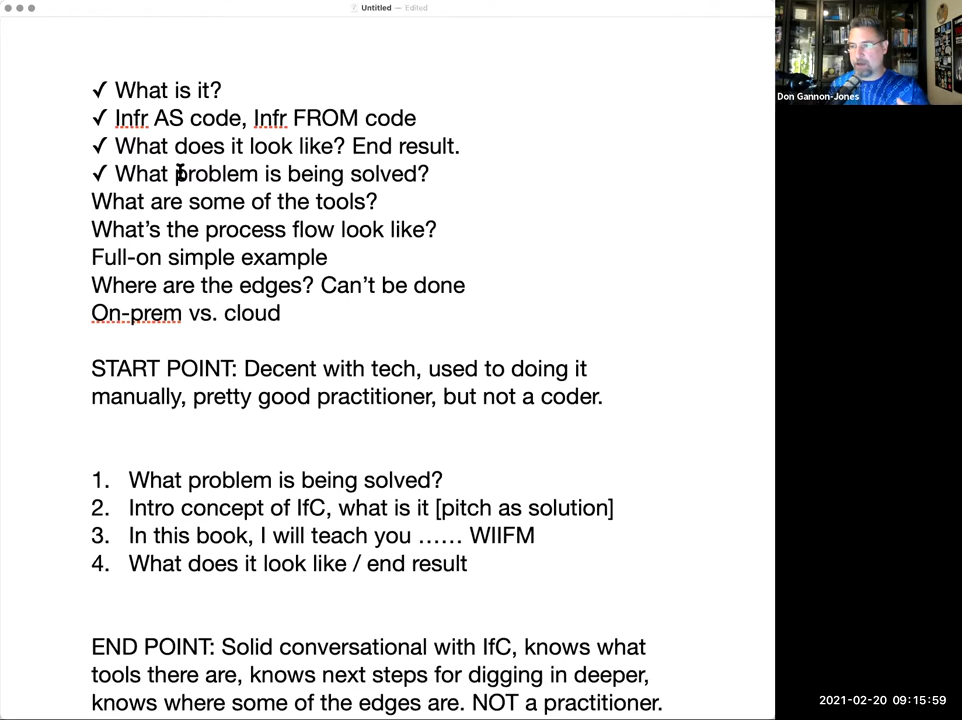 Untitled — Edited
Don Gannon-Jones
✓ What is it?
✓ Infr AS code, Infr FROM code
✓ What does it look like? End result.
✓ What problem is being solved?
What are some of the tools?
What’s the process flow look like?
Full-on simple example
Where are the edges? Can’t be done
On-prem vs. cloud
START POINT: Decent with tech, used to doing it
manually, pretty good practitioner, but not a coder.
1. What problem is being solved?
2. Intro concept of IfC, what is it [pitch as solution]
3. In this book, I will teach you …… WIIFM
4. What does it look like / end result
END POINT: Solid conversational with IfC, knows what
tools there are, knows next steps for digging in deeper,
knows where some of the edges are. NOT a practitioner.
2021-02-20 09:15:59